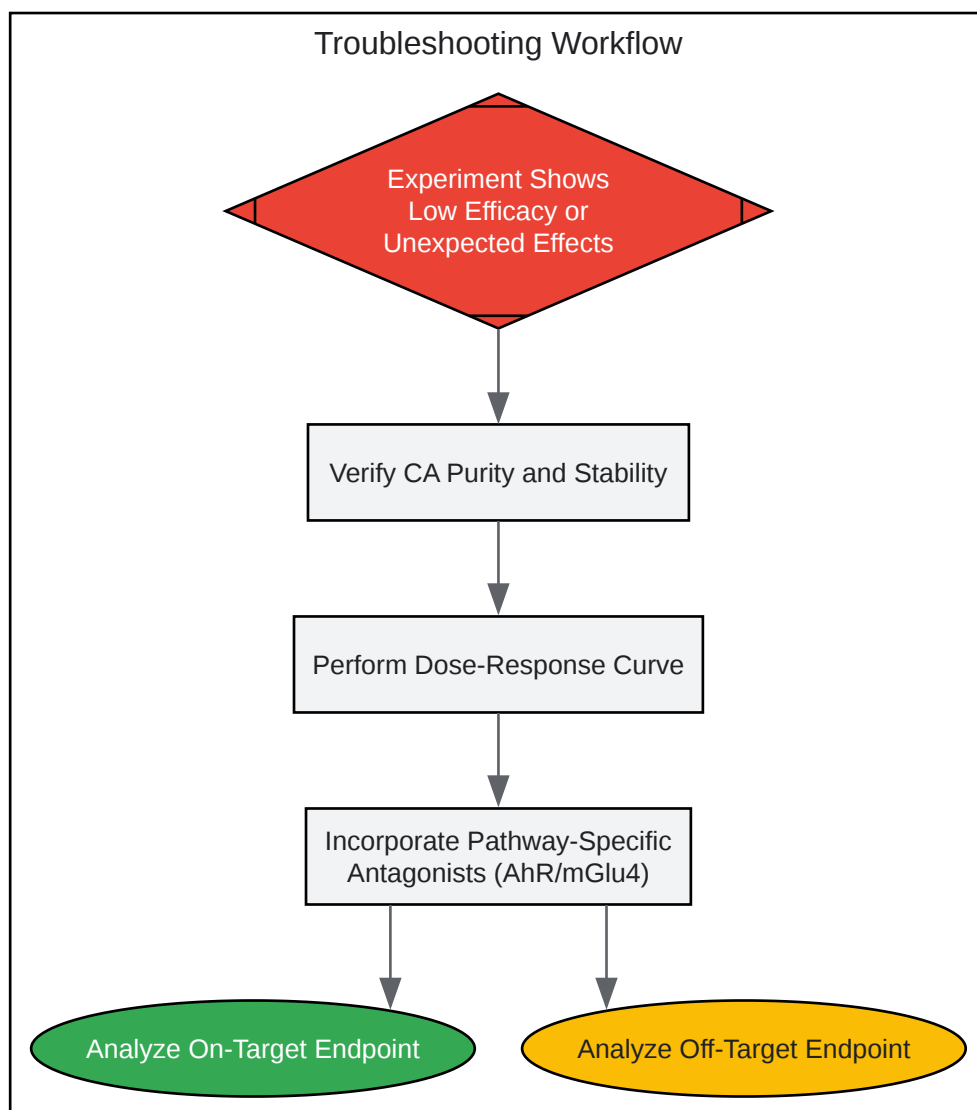 Troubleshooting Workflow
Experiment Shows
Low Efficacy or
Unexpected Effects
Verify CA Purity and Stability
Perform Dose-Response Curve
Incorporate Pathway-Specific
Antagonists (AhR/mGlu4)
Analyze On-Target Endpoint
Analyze Off-Target Endpoint